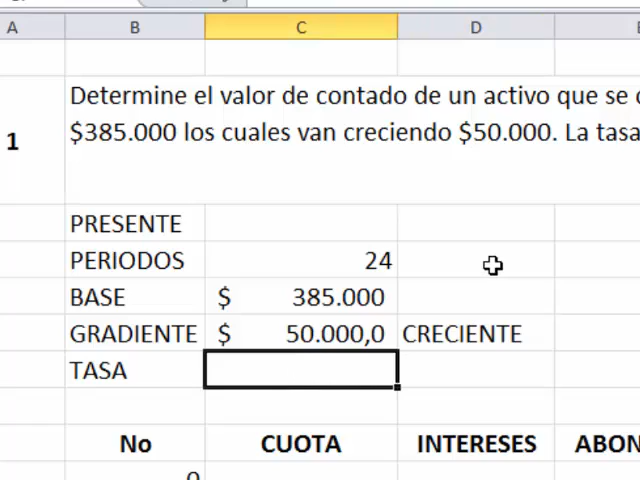 A B C D
1
Determine el valor de contado de un activo que se
$385.000 los cuales van creciendo $50.000. La tasa
PRESENTE
PERIODOS 24
BASE $ 385.000
GRADIENTE $ 50.000,0 CRECIENTE
TASA
No CUOTA INTERESES ABON
0